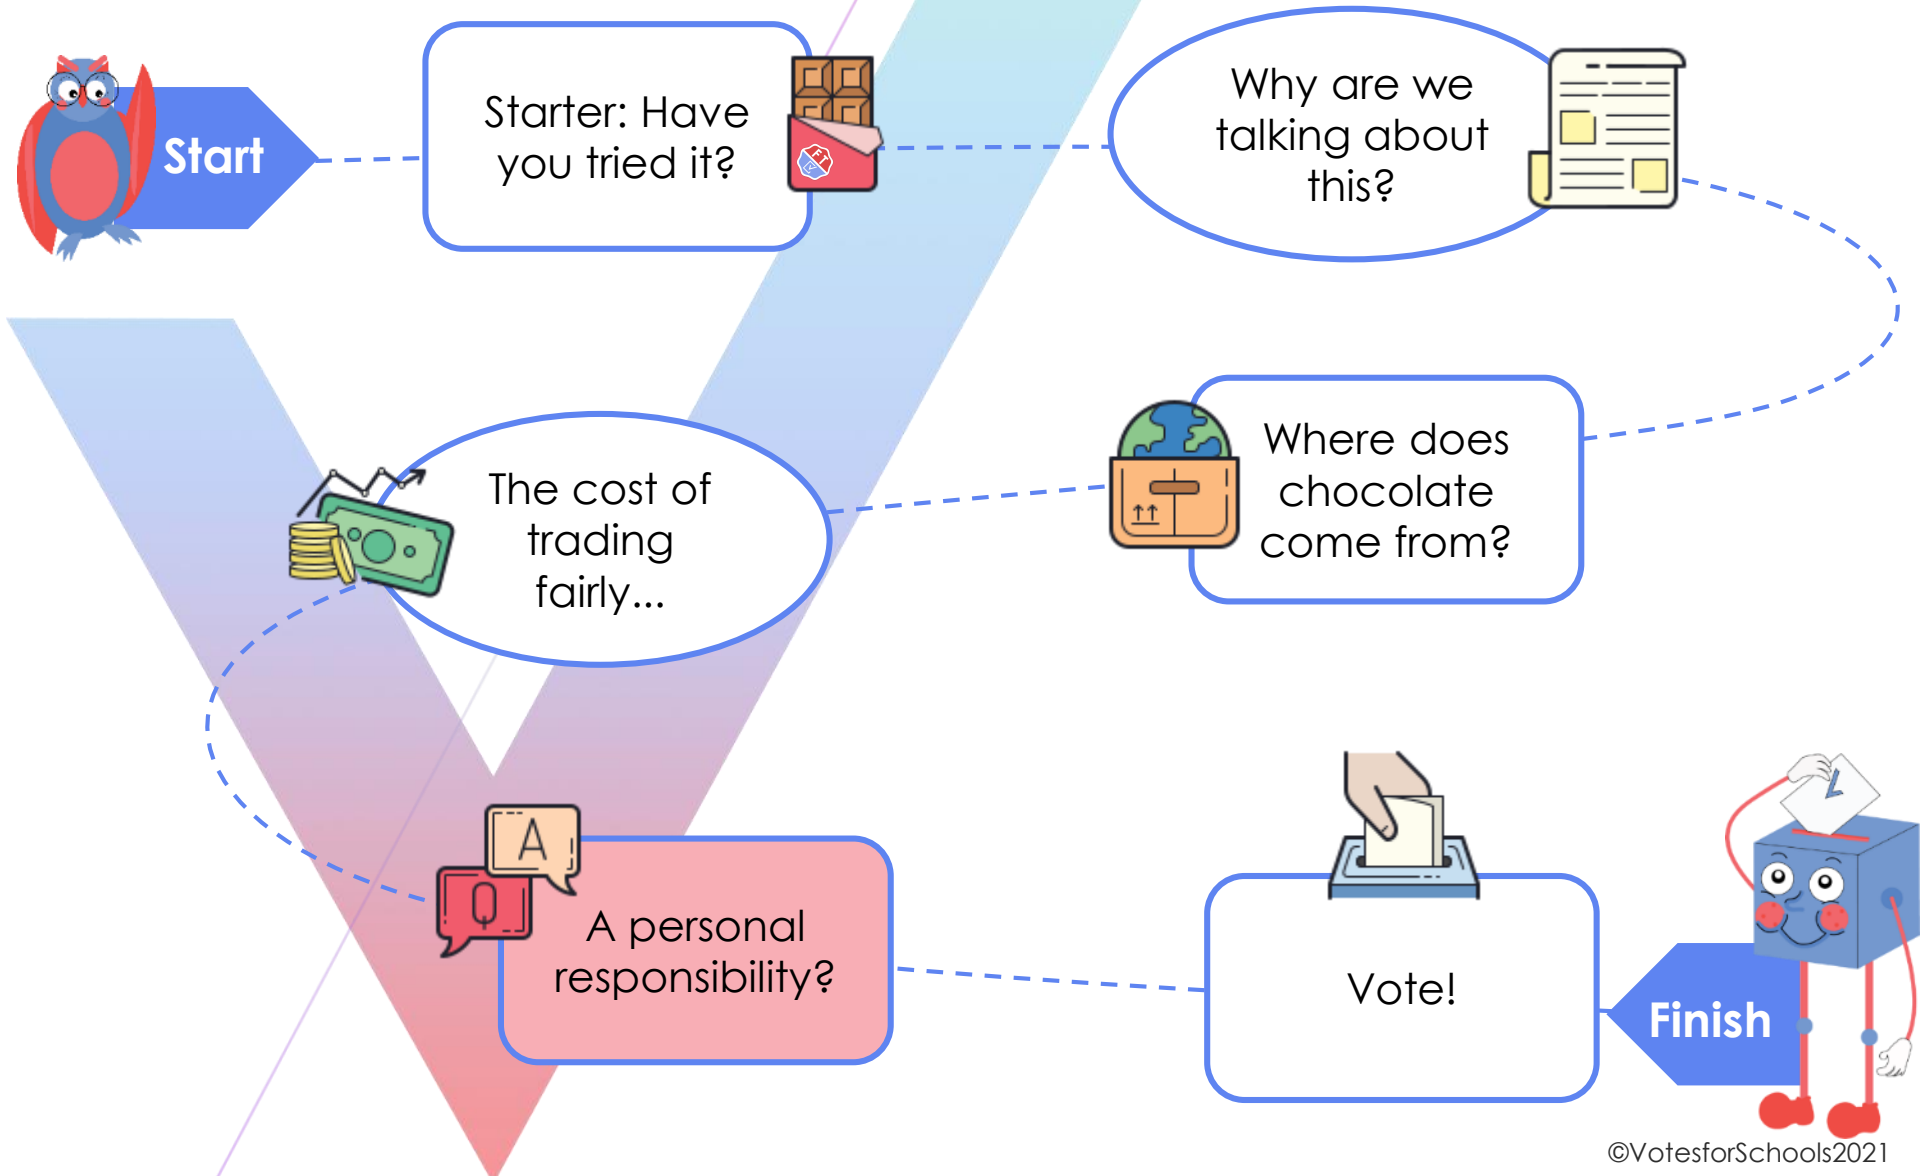 Start
Starter: Have
you tried it?
FT
Why are we
talking about
this?
Where does
chocolate
come from?
The cost of
trading
fairly...
A
Q
A personal
responsibility?
Vote!
Finish
©VotesforSchools2021